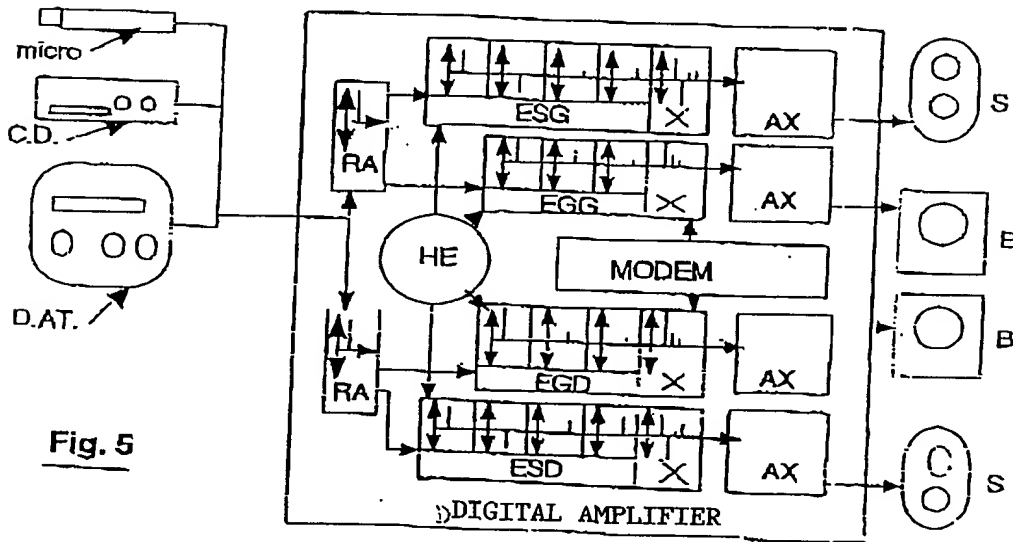 micro
C.D.
D.AT.
RA
ESG
X
AX
S
EGG
X
AX
B
HE
MODEM
B
RA
EGD
X
AX
ESD
X
AX
S
Fig. 5
DIGITAL AMPLIFIER